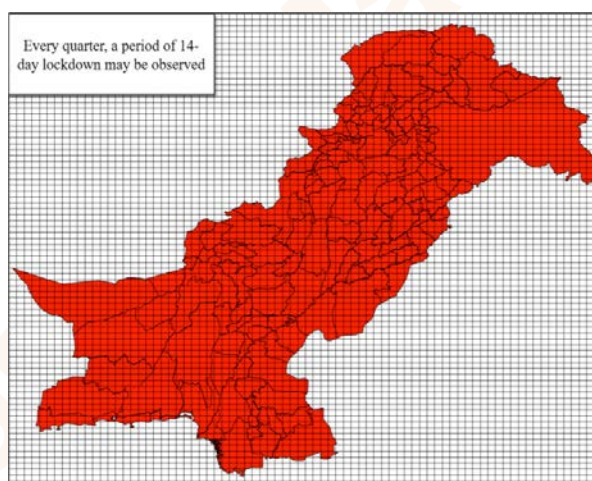 Every quarter, a period of 14-
day lockdown may be observed